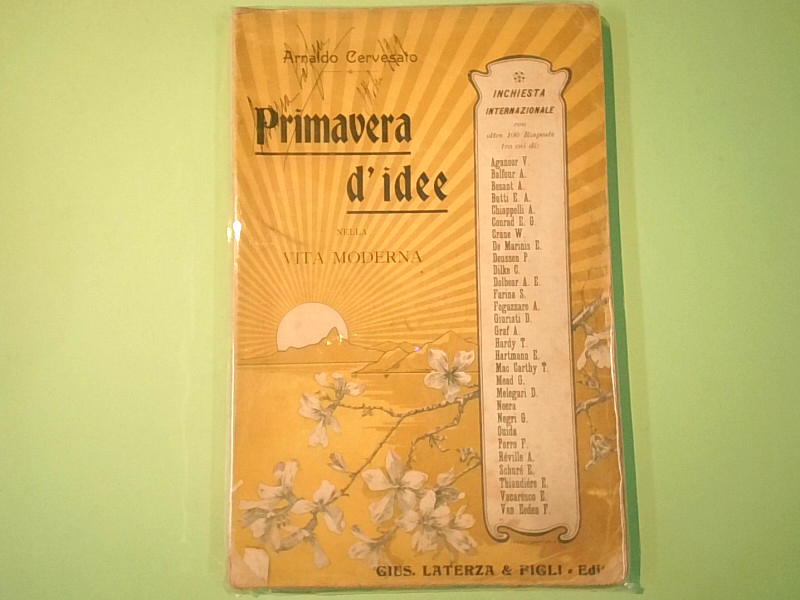 Arnaldo Cervesato
Primavera
d'idee
NELLA
VITA MODERNA
INCHIESTA
INTERNAZIONALE
con
oltre 100 Risposte
tra cui di:
Aganoor V.
Balfour A.
Besant A.
Butti E. A.
Chiappelli A.
Conrad E. G.
Crane W.
De Marinis E.
Deussen P.
Dilke C.
Dolbear A. E.
Farina S.
Fogazzaro A.
Giuriati D.
Graf A.
Hardy T.
Hartmann E.
Mac Carthy T.
Mead G.
Melegari D.
Neera
Negri G.
Ouida
Porro F.
Réville A.
Schuré E.
Thiaudière E.
Vacaresco E.
Van Eeden F.
GIUS. LATERZA & FIGLI • Edi